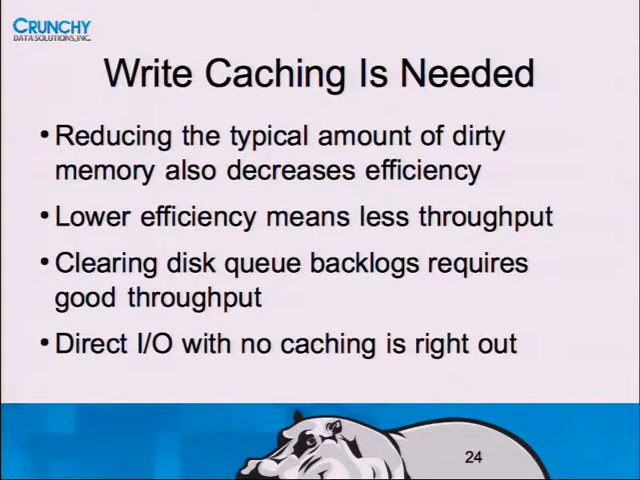 CRUNCHY
DATA SOLUTIONS, INC.
Write Caching Is Needed
• Reducing the typical amount of dirty
memory also decreases efficiency
• Lower efficiency means less throughput
• Clearing disk queue backlogs requires
good throughput
• Direct I/O with no caching is right out
24